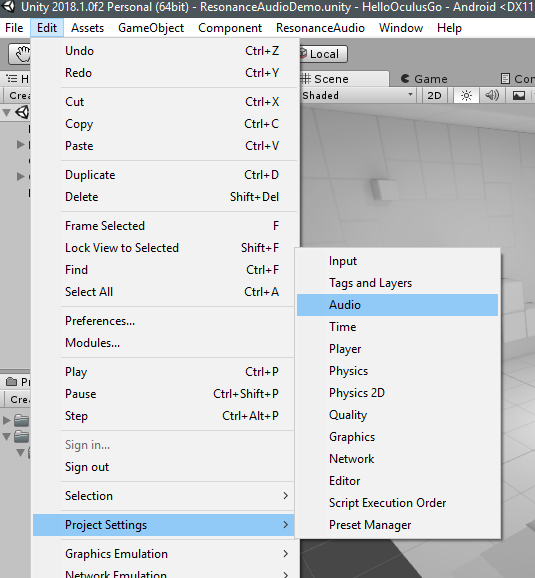 Unity 2018.1.0f2 Personal (64bit) - ResonanceAudioDemo.unity - HelloOculusGo - Android <DX11
File Edit Assets GameObject Component ResonanceAudio Window Help
Local
Scene Game
Shaded 2D
Undo Ctrl+Z
Redo Ctrl+Y
Cut Ctrl+X
Copy Ctrl+C
Paste Ctrl+V
Duplicate Ctrl+D
Delete Shift+Del
Frame Selected F
Lock View to Selected Shift+F
Find Ctrl+F
Select All Ctrl+A
Preferences...
Modules...
Play Ctrl+P
Pause Ctrl+Shift+P
Step Ctrl+Alt+P
Sign in...
Sign out
Selection
Project Settings
Graphics Emulation
Network Emulation
Input
Tags and Layers
Audio
Time
Player
Physics
Physics 2D
Quality
Graphics
Network
Editor
Script Execution Order
Preset Manager